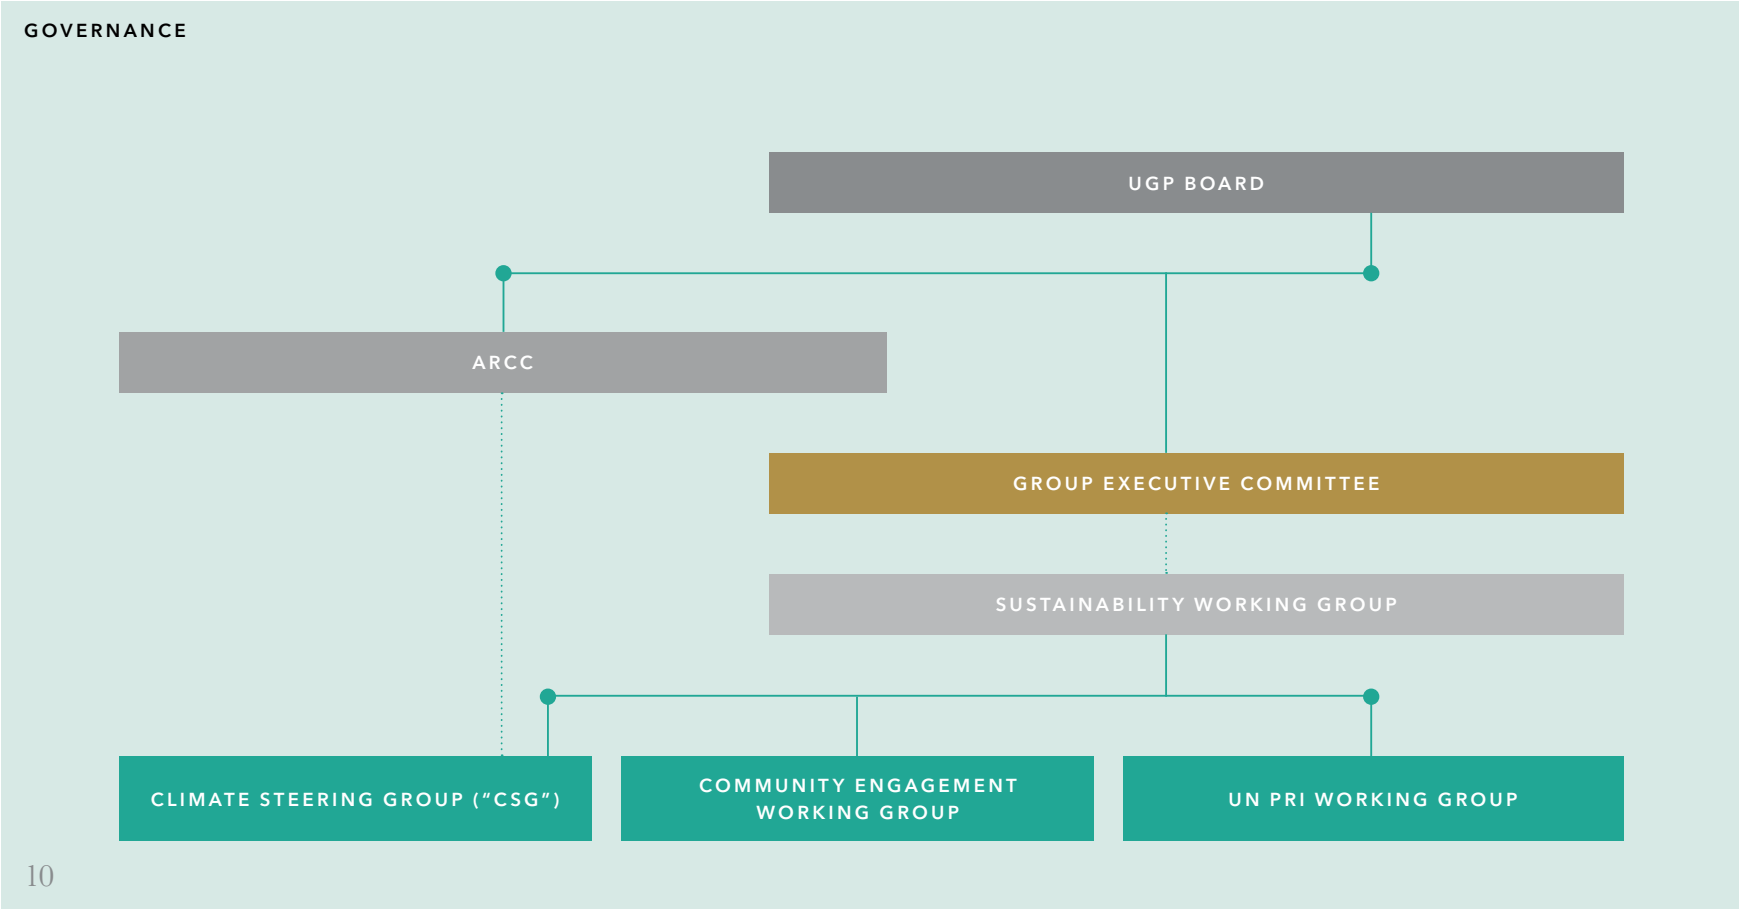 GOVERNANCE
UGP BOARD
ARCC
GROUP EXECUTIVE COMMITTEE
SUSTAINABILITY WORKING GROUP
CLIMATE STEERING GROUP (“CSG”)
COMMUNITY ENGAGEMENT
WORKING GROUP
UN PRI WORKING GROUP
10